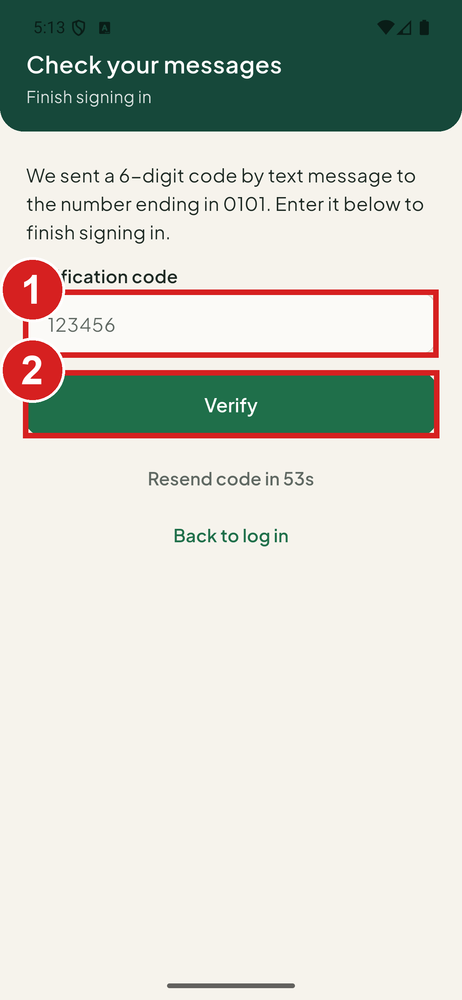 5:13
Check your messages
Finish signing in
We sent a 6-digit code by text message to
the number ending in 0101. Enter it below to
finish signing in.
1
fication code
123456
2
Verify
Resend code in 53s
Back to log in